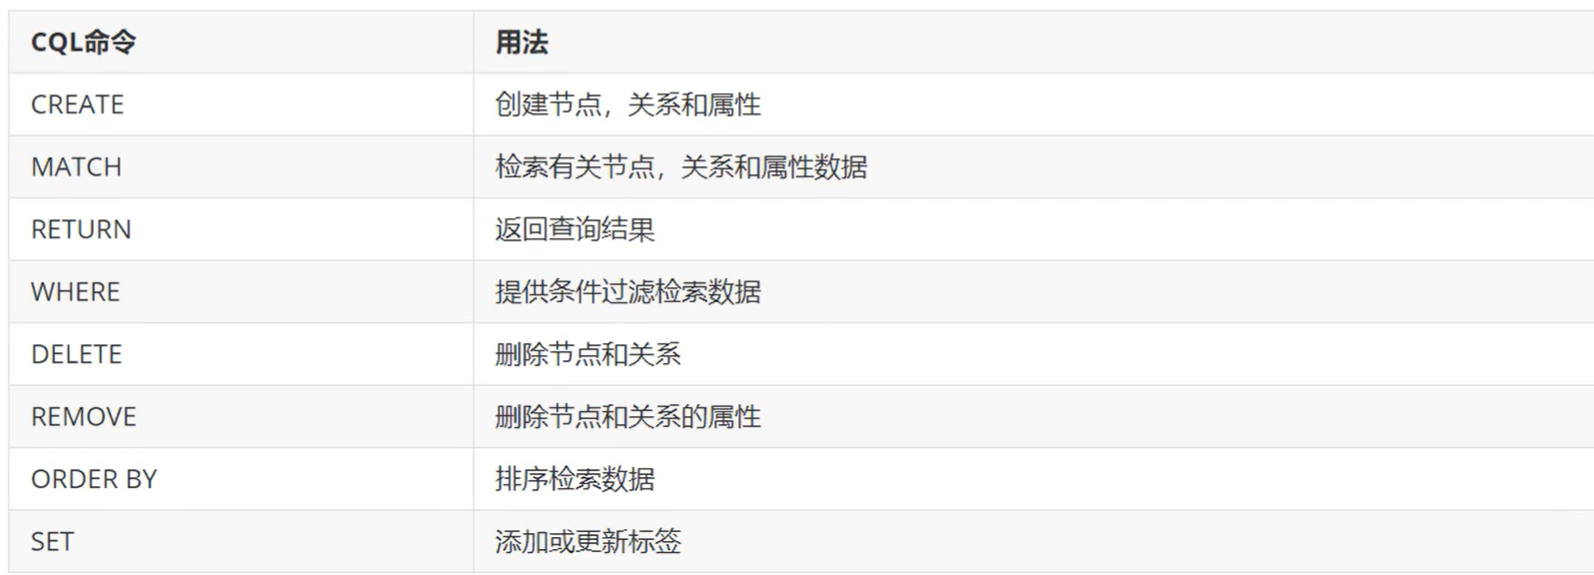 CQL命令 用法
CREATE 创建节点，关系和属性
MATCH 检索有关节点，关系和属性数据
RETURN 返回查询结果
WHERE 提供条件过滤检索数据
DELETE 删除节点和关系
REMOVE 删除节点和关系的属性
ORDER BY 排序检索数据
SET 添加或更新标签